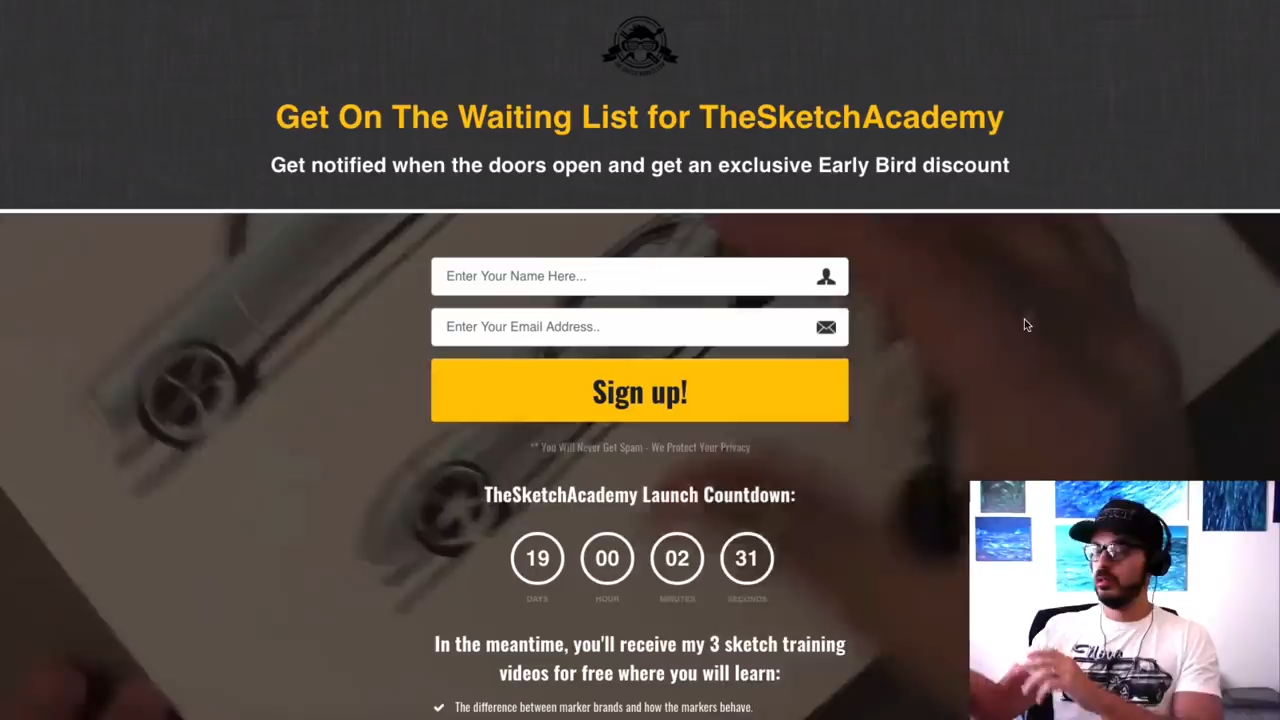 Get On The Waiting List for TheSketchAcademy
Get notified when the doors open and get an exclusive Early Bird discount
Enter Your Name Here...
Enter Your Email Address..
Sign up!
** You Will Never Get Spam - We Protect Your Privacy
TheSketchAcademy Launch Countdown:
19 00 02 31
DAYS HOUR MINUTES SECONDS
In the meantime, you'll receive my 3 sketch training
videos for free where you will learn:
The difference between marker brands and how the markers behave.